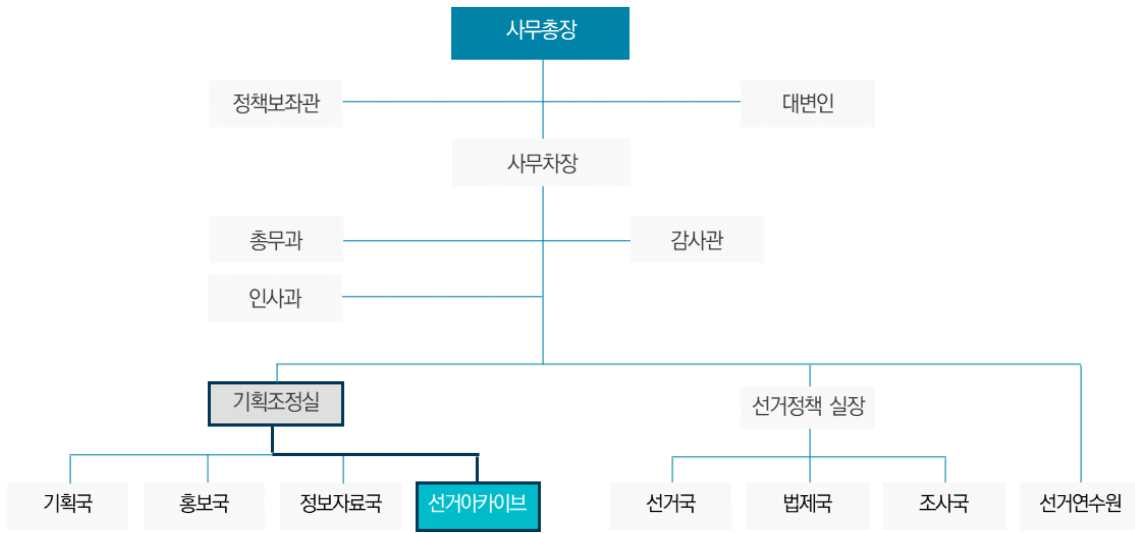 사무총장
정책보좌관
대변인
사무차장
총무과
감사관
인사과
기획조정실
선거정책 실장
기획국
홍보국
정보자료국
선거아카이브
선거국
법제국
조사국
선거연수원